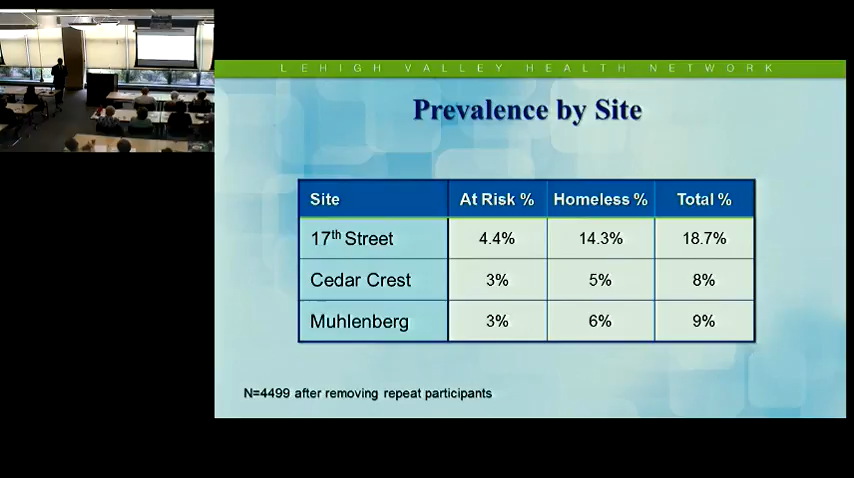 LEHIGH VALLEY HEALTH NETWORK
Prevalence by Site
Site At Risk % Homeless % Total %
17th Street 4.4% 14.3% 18.7%
Cedar Crest 3% 5% 8%
Muhlenberg 3% 6% 9%
N=4499 after removing repeat participants